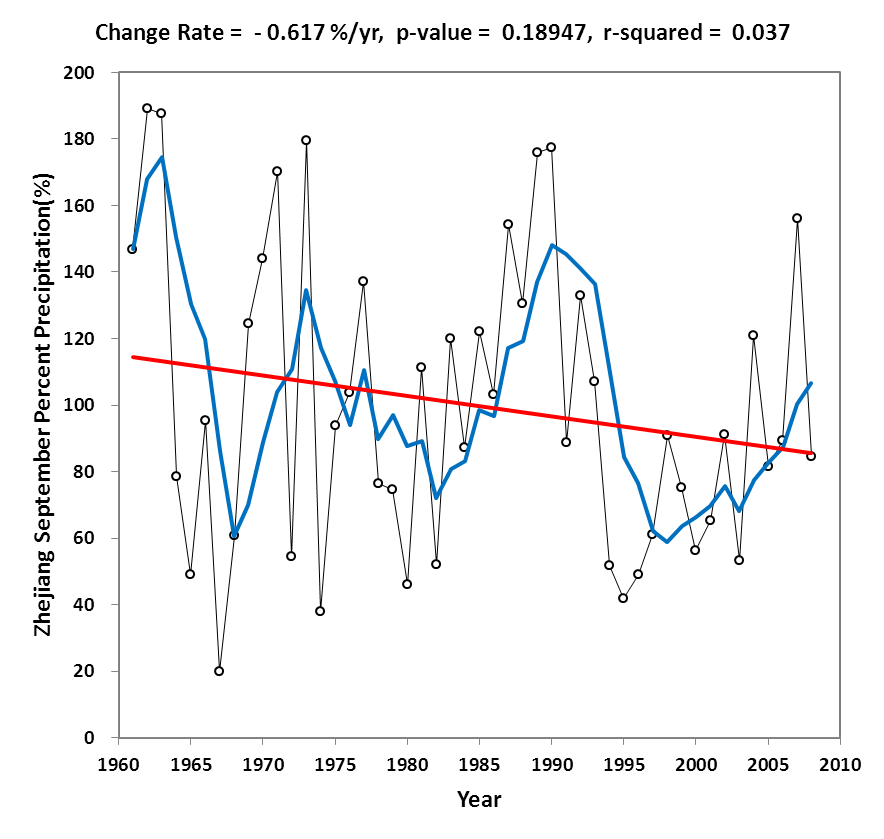 Change Rate = - 0.617 %/yr, p-value = 0.18947, r-squared = 0.037
Zhejiang September Percent Precipitation(%)
200
180
160
140
120
100
80
60
40
20
0
1960 1965 1970 1975 1980 1985 1990 1995 2000 2005 2010
Year